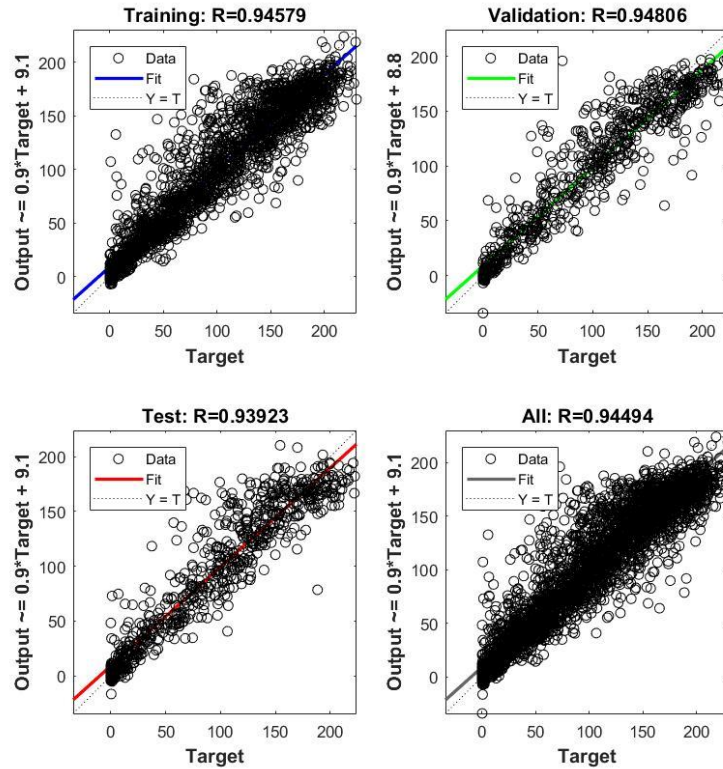 Training: R=0.94579
Data
Fit
Y = T
Output ~= 0.9*Target + 9.1
200
150
100
50
0
0 50 100 150 200
Target
Validation: R=0.94806
Data
Fit
Y = T
Output ~= 0.9*Target + 8.8
200
150
100
50
0
0 50 100 150 200
Target
Test: R=0.93923
Data
Fit
Y = T
Output ~= 0.9*Target + 9.1
200
150
100
50
0
0 50 100 150 200
Target
All: R=0.94494
Data
Fit
Y = T
Output ~= 0.9*Target + 9.1
200
150
100
50
0
0 50 100 150 200
Target